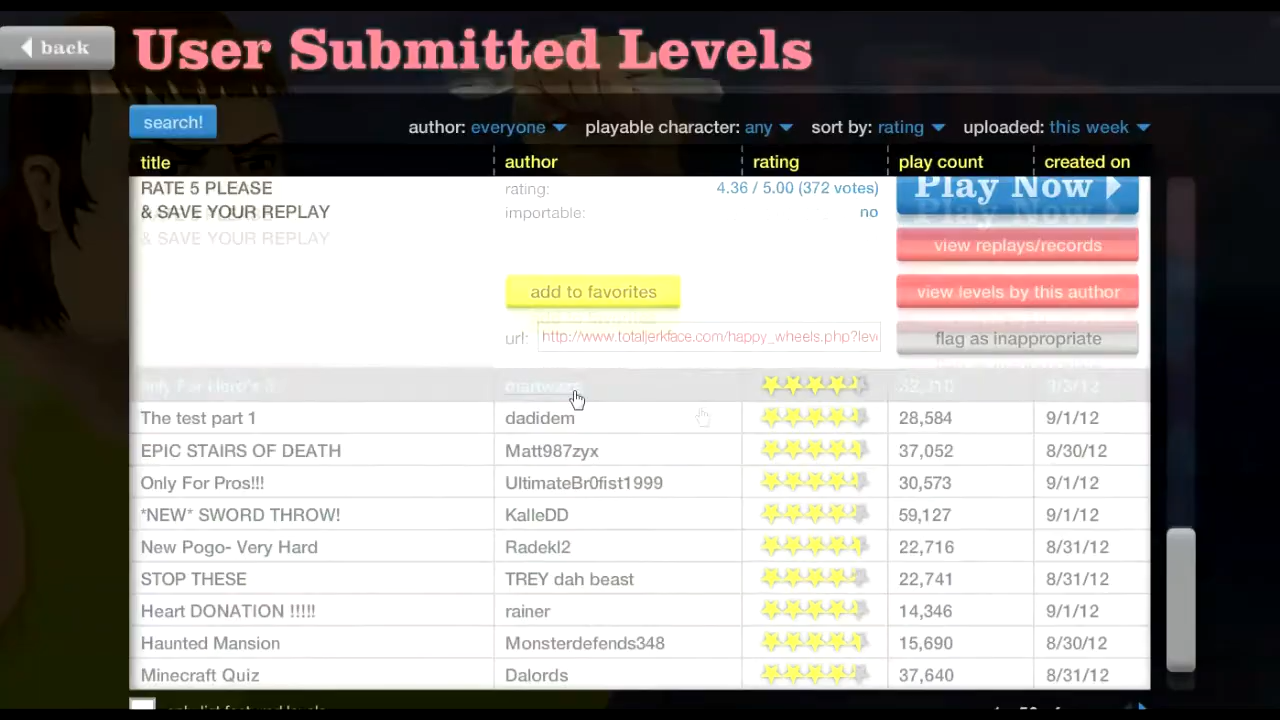 back
User Submitted Levels
search!
author: everyone playable character: any sort by: rating uploaded: this week
title author rating play count created on
RATE 5 PLEASE rating: 4.36 / 5.00 (372 votes) Play Now
& SAVE YOUR REPLAY importable: no
& SAVE YOUR REPLAY view replays/records
add to favorites view levels by this author
url: http://www.totaljerkface.com/happy_wheels.php?lev flag as inappropriate
only For Hero's
The test part 1 dadidem 28,584 9/1/12
EPIC STAIRS OF DEATH Matt987zyx 37,052 8/30/12
Only For Pros!!! UltimateBr0fist1999 30,573 9/1/12
*NEW* SWORD THROW! KalleDD 59,127 9/1/12
New Pogo- Very Hard Radekl2 22,716 8/31/12
STOP THESE TREY dah beast 22,741 8/31/12
Heart DONATION !!!!! rainer 14,346 9/1/12
Haunted Mansion Monsterdefends348 15,690 8/30/12
Minecraft Quiz Dalords 37,640 8/31/12